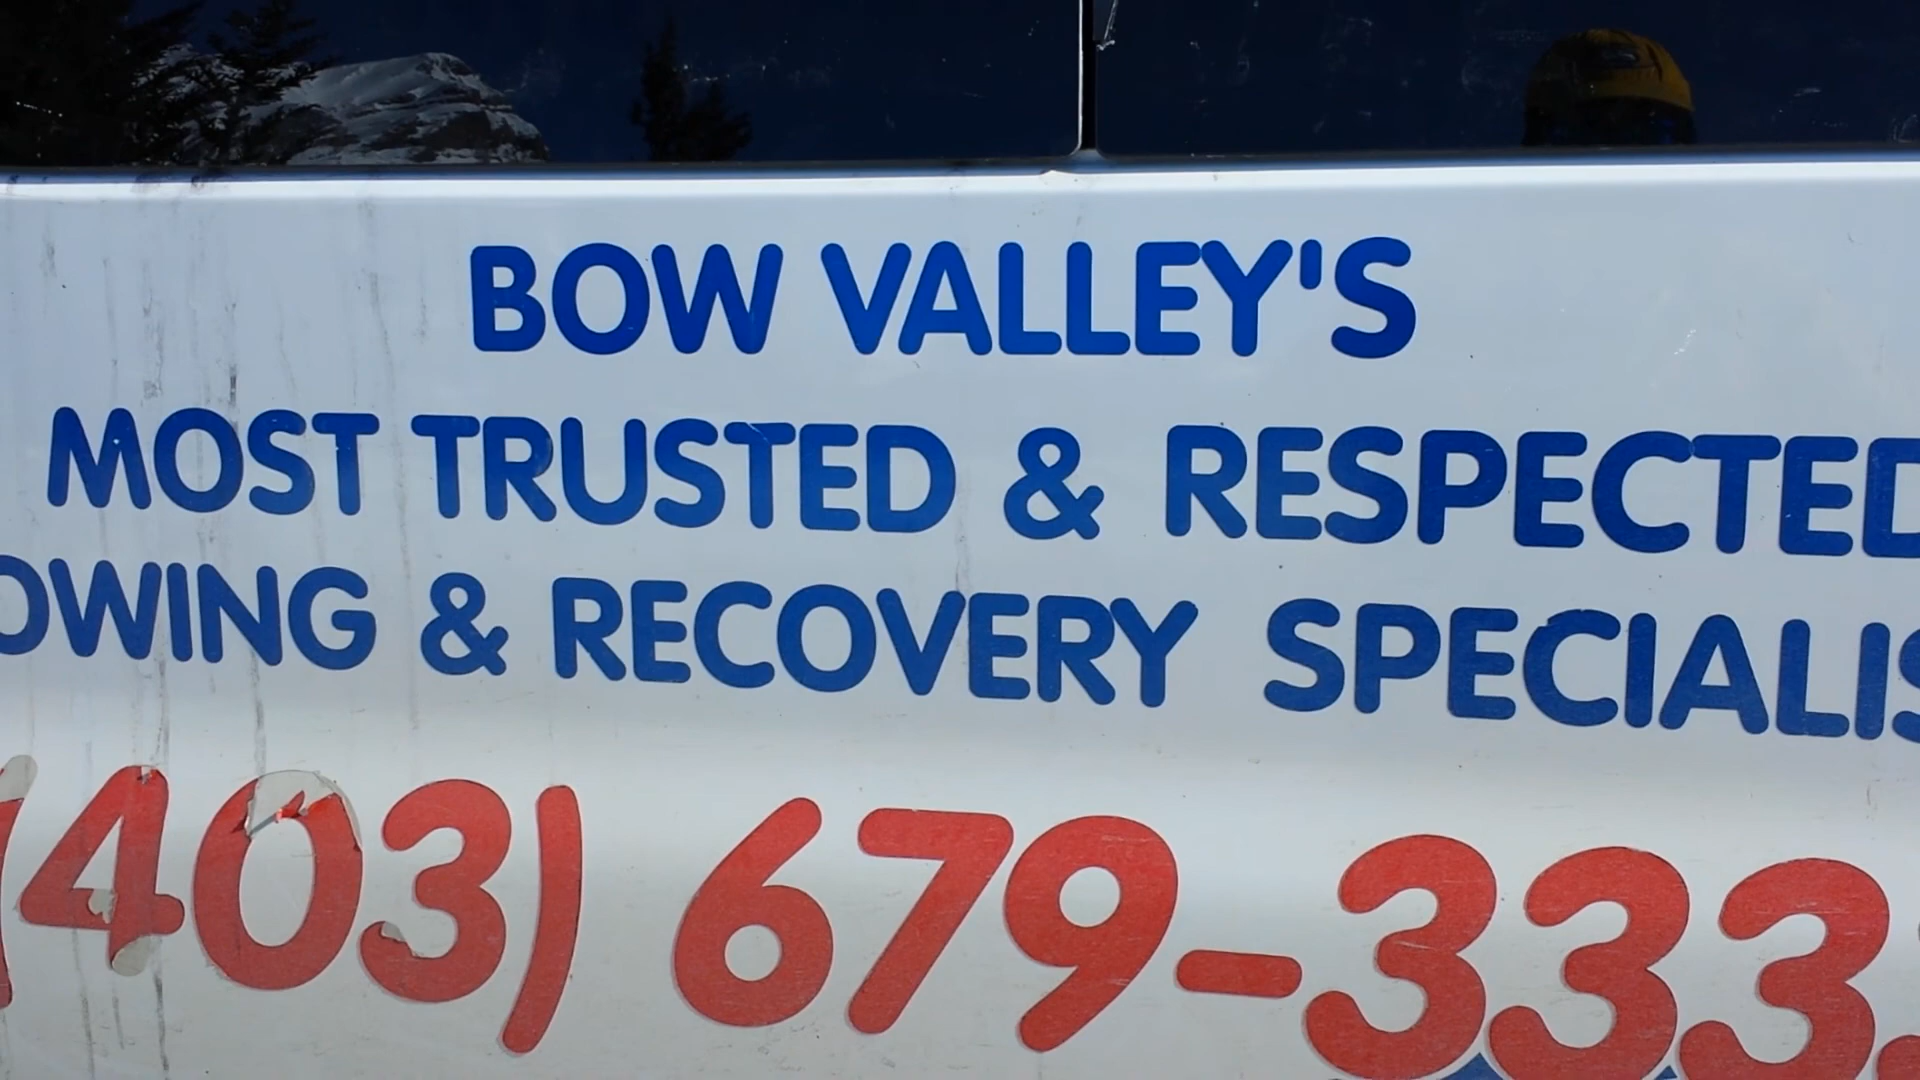 BOW VALLEY'S
MOST TRUSTED & RESPECTED
OWING & RECOVERY SPECIALIS
(403) 679-333